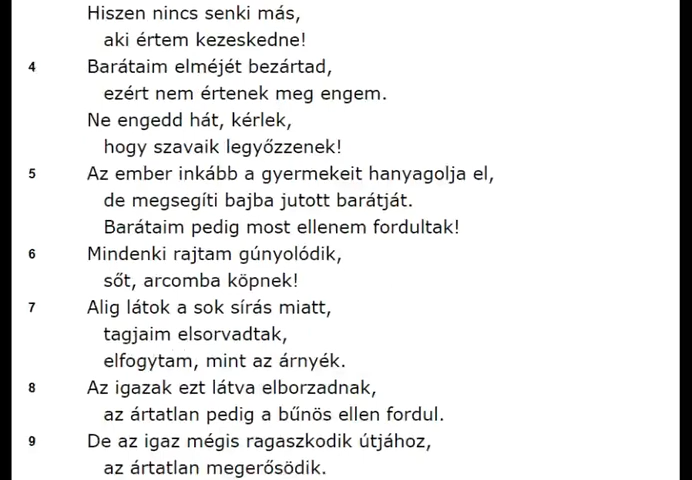 Hiszen nincs senki más,
aki értem kezeskedne!
4 Barátaim elméjét bezártad,
ezért nem értenek meg engem.
Ne engedd hát, kérlek,
hogy szavaik legyőzzenek!
5 Az ember inkább a gyermekeit hanyagolja el,
de megsegíti bajba jutott barátját.
Barátaim pedig most ellenem fordultak!
6 Mindenki rajtam gúnyolódik,
sőt, arcomba köpnek!
7 Alig látok a sok sírás miatt,
tagjaim elsorvadtak,
elfogytam, mint az árnyék.
8 Az igazak ezt látva elborzadnak,
az ártatlan pedig a bűnös ellen fordul.
9 De az igaz mégis ragaszkodik útjához,
az ártatlan megerősödik.